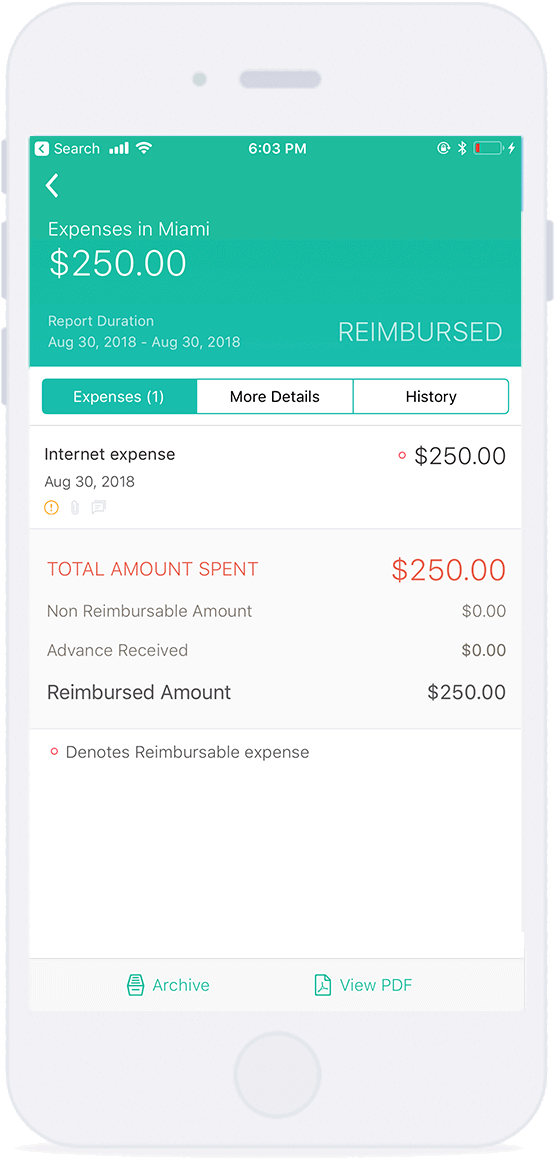 Search 6:03 PM
Expenses in Miami
$250.00
Report Duration
Aug 30, 2018 - Aug 30, 2018 REIMBURSED
Expenses (1) More Details History
Internet expense $250.00
Aug 30, 2018
TOTAL AMOUNT SPENT $250.00
Non Reimbursable Amount $0.00
Advance Received $0.00
Reimbursed Amount $250.00
Denotes Reimbursable expense
Archive View PDF